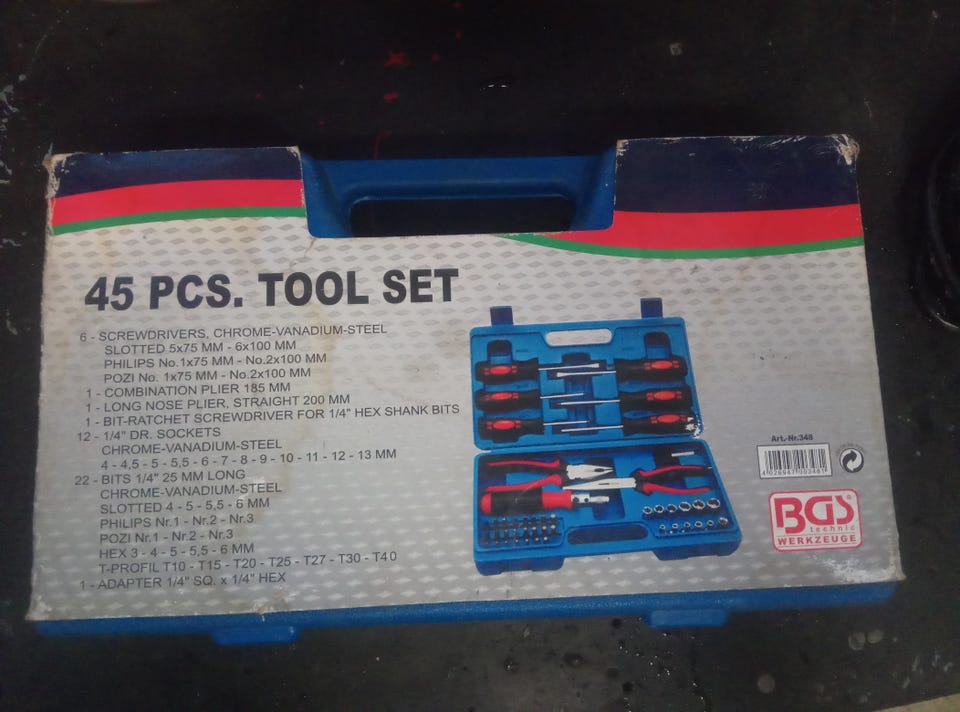 45 PCS. TOOL SET
6 - SCREWDRIVERS, CHROME-VANADIUM-STEEL
SLOTTED 5x75 MM - 6x100 MM
PHILIPS No.1x75 MM - No.2x100 MM
POZI No. 1x75 MM - No.2x100 MM
1 - COMBINATION PLIER 185 MM
1 - LONG NOSE PLIER, STRAIGHT 200 MM
1 - BIT-RATCHET SCREWDRIVER FOR 1/4" HEX SHANK BITS
12 - 1/4" DR. SOCKETS
CHROME-VANADIUM-STEEL
4 - 4,5 - 5 - 5,5 - 6 - 7 - 8 - 9 - 10 - 11 - 12 - 13 MM
22 - BITS 1/4" 25 MM LONG
CHROME-VANADIUM-STEEL
SLOTTED 4 - 5 - 5,5 - 6 MM
PHILIPS Nr.1 - Nr.2 - Nr.3
POZI Nr.1 - Nr.2 - Nr.3
HEX 3 - 4 - 5 - 5,5 - 6 MM
T-PROFIL T10 - T15 - T20 - T25 - T27 - T30 - T40
1 - ADAPTER 1/4" SQ. x 1/4" HEX
Art.-Nr.348
4 026947 003481
BGS®
technic
WERKZEUGE